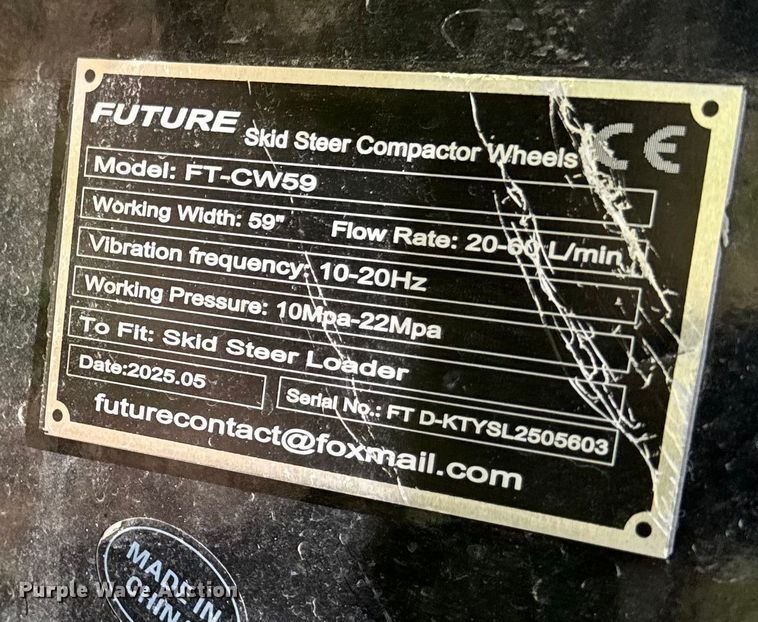 FUTURE Skid Steer Compactor Wheels CE
Model: FT-CW59
Working Width: 59" Flow Rate: 20-60 L/min
Vibration frequency: 10-20Hz
Working Pressure: 10Mpa-22Mpa
To Fit: Skid Steer Loader
Date:2025.05 Serial No.: FT D-KTYSL2505603
futurecontact@foxmail.com
MADE IN
CHINA
Purple Wave Auction